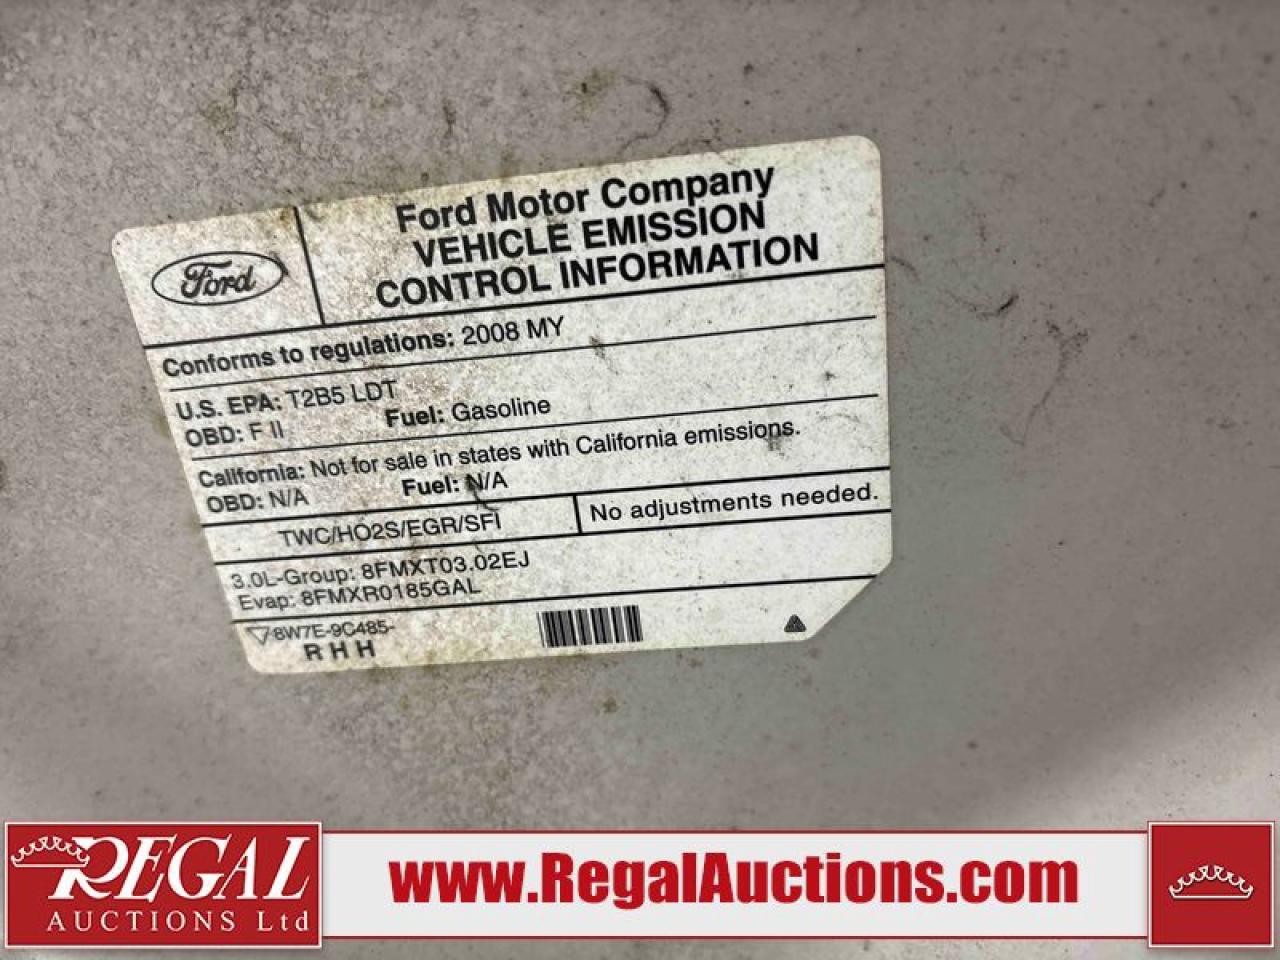 Ford
Ford Motor Company
VEHICLE EMISSION
CONTROL INFORMATION
Conforms to regulations: 2008 MY
U.S. EPA: T2B5 LDT
OBD: F II Fuel: Gasoline
California: Not for sale in states with California emissions.
OBD: N/A Fuel: N/A
TWC/HO2S/EGR/SFI No adjustments needed.
3.0L-Group: 8FMXT03.02EJ
Evap: 8FMXR0185GAL
8W7E-9C485-
R H H
REGAL
AUCTIONS Ltd
www.RegalAuctions.com